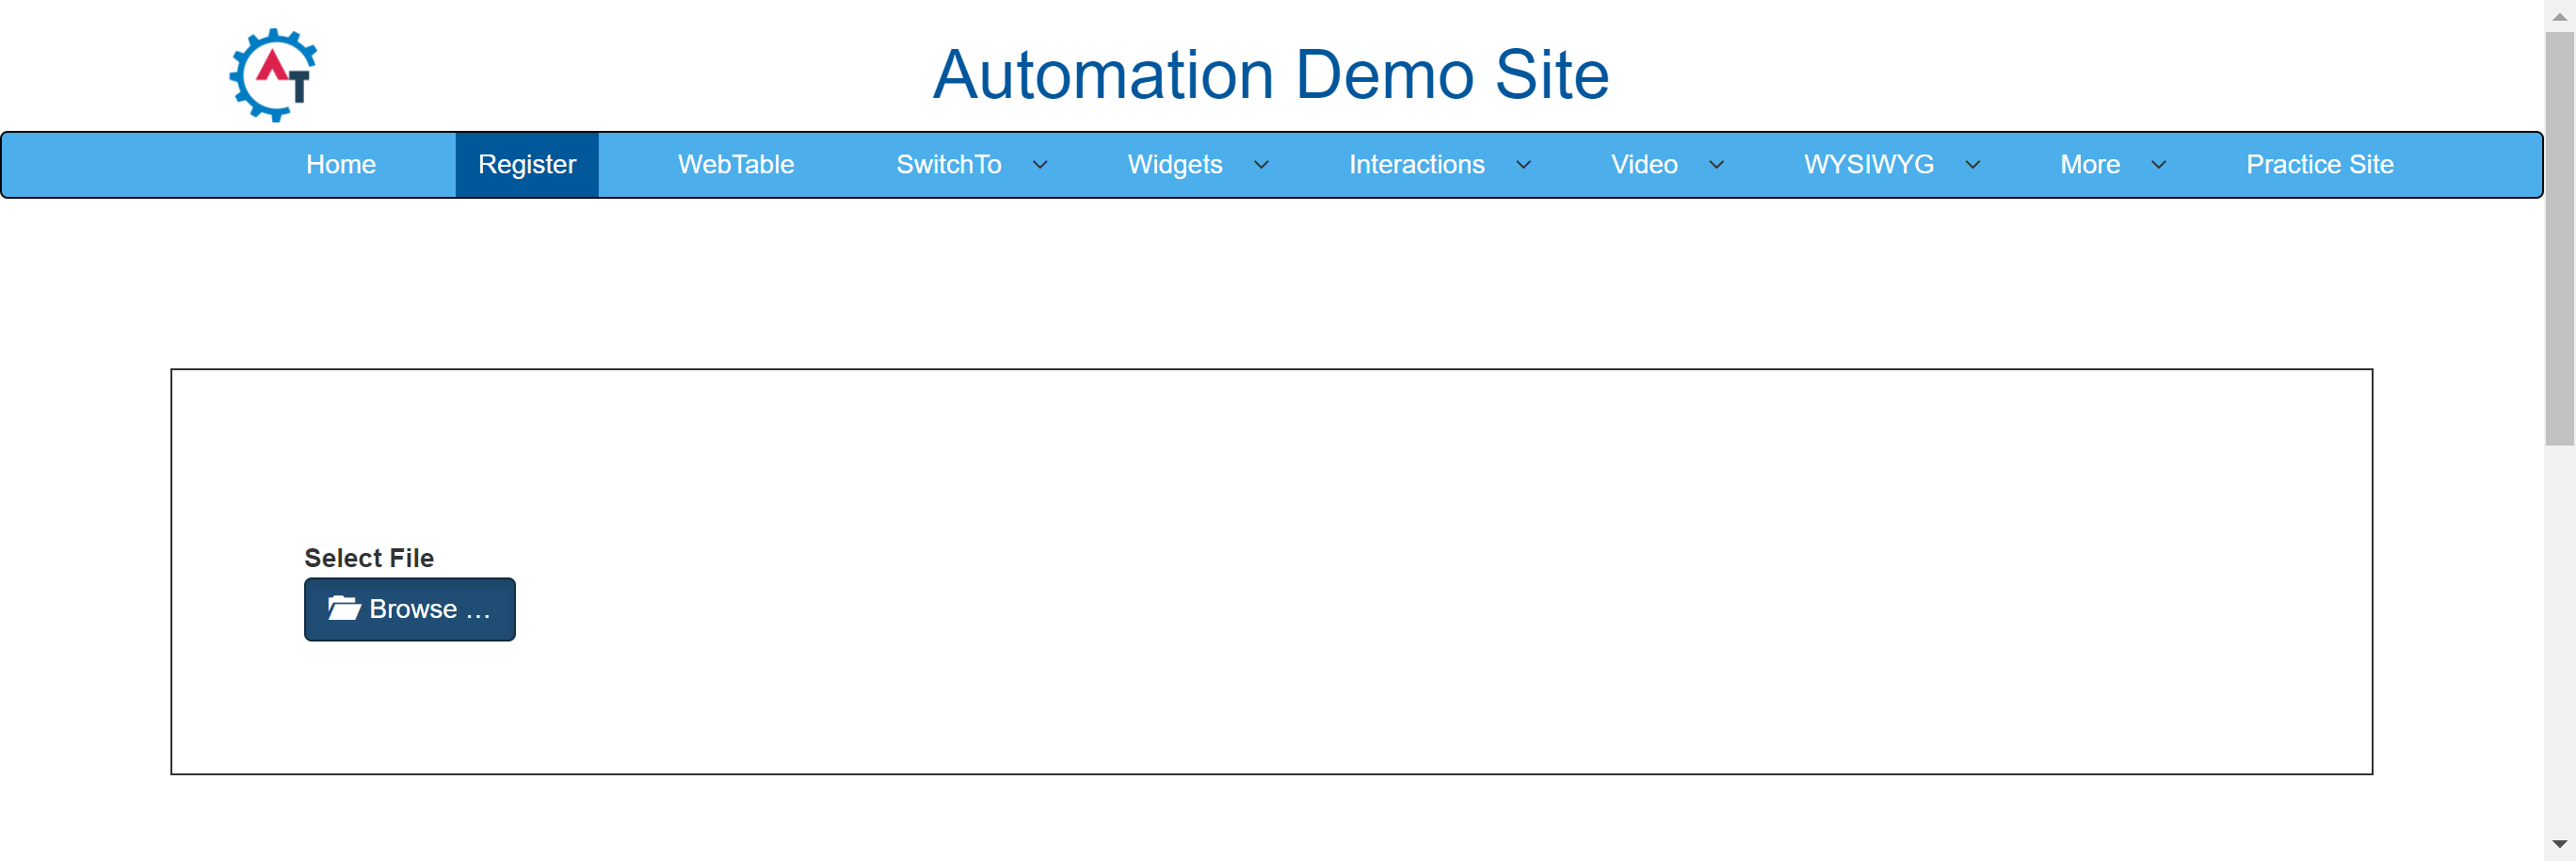 AT
Automation Demo Site
Home Register WebTable SwitchTo Widgets Interactions Video WYSIWYG More Practice Site
Select File
Browse …